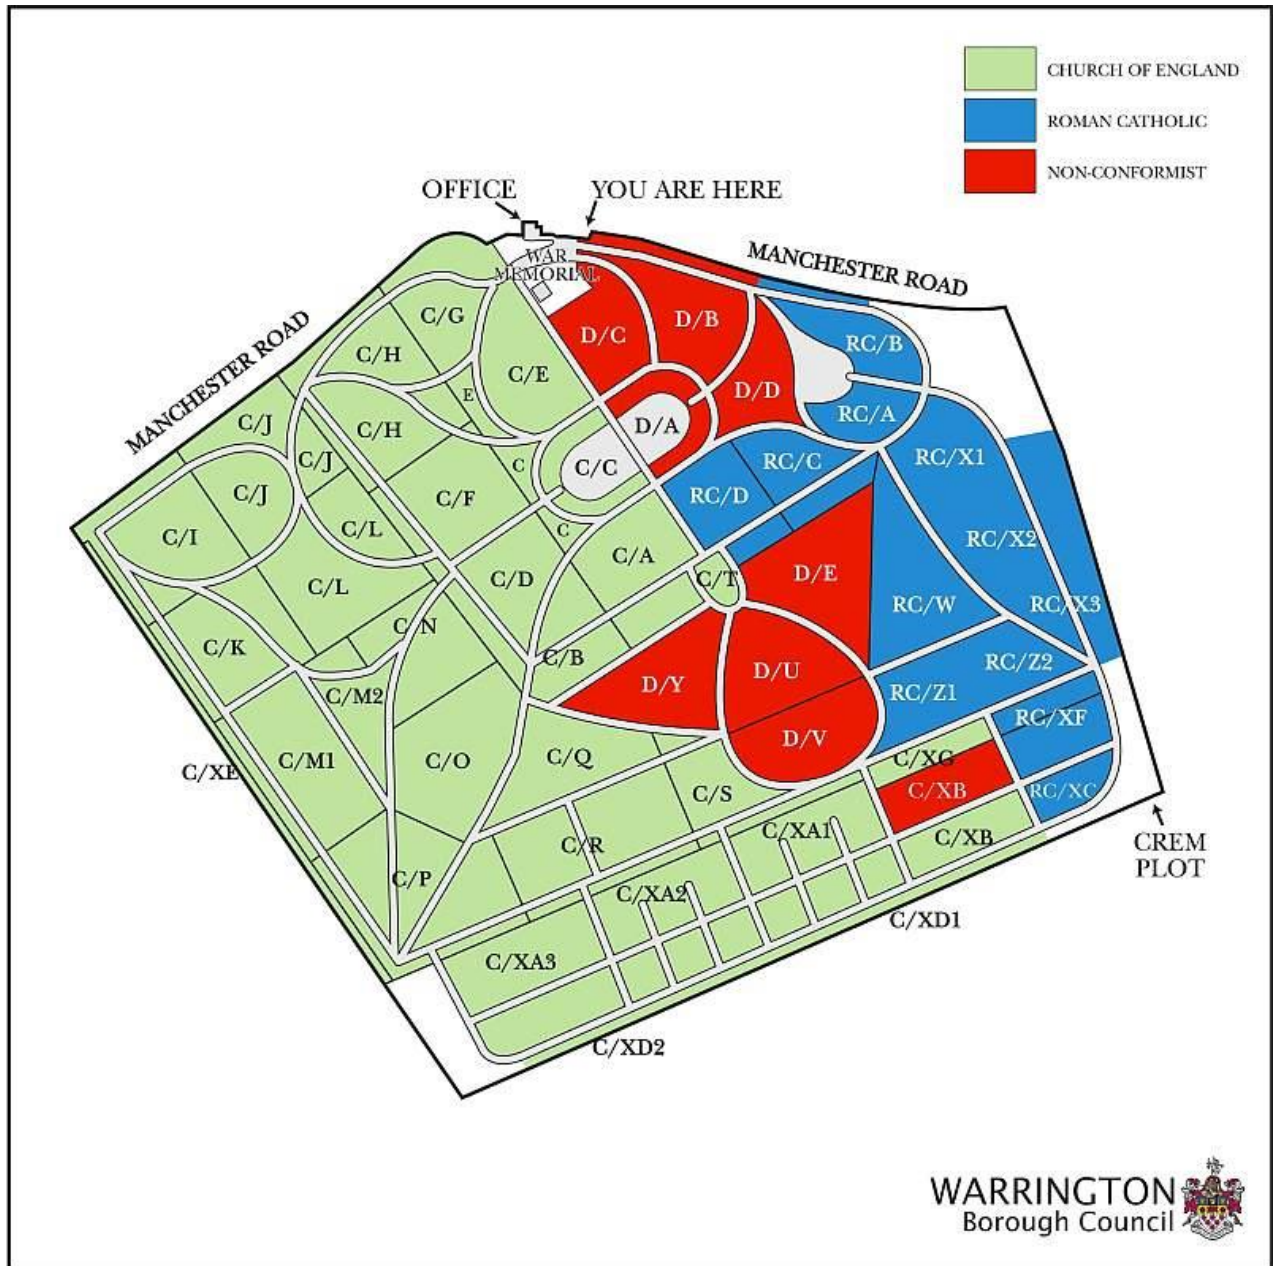 CHURCH OF ENGLAND
ROMAN CATHOLIC
NON-CONFORMIST
OFFICE
YOU ARE HERE
WAR
MEMORIAL
MANCHESTER ROAD
MANCHESTER ROAD
C/G
D/C
D/B
RC/B
C/H
C/E
E
D/D
RC/A
C/J
C/H
D/A
C/J
C
C/C
RC/C
RC/X1
C/J
C/F
RC/D
C/I
C/L
C
C/A
RC/X2
C/L
C/D
C/T
D/E
RC/W
RC/X3
C/N
C/K
C/B
D/Y
D/U
RC/Z2
C/M2
RC/Z1
RC/XF
C/XE
C/M1
C/O
C/Q
D/V
C/XG
C/S
C/XB
RC/XC
C/R
C/XA1
C/XB
CREM
PLOT
C/P
C/XA2
C/XD1
C/XA3
C/XD2
WARRINGTON
Borough Council